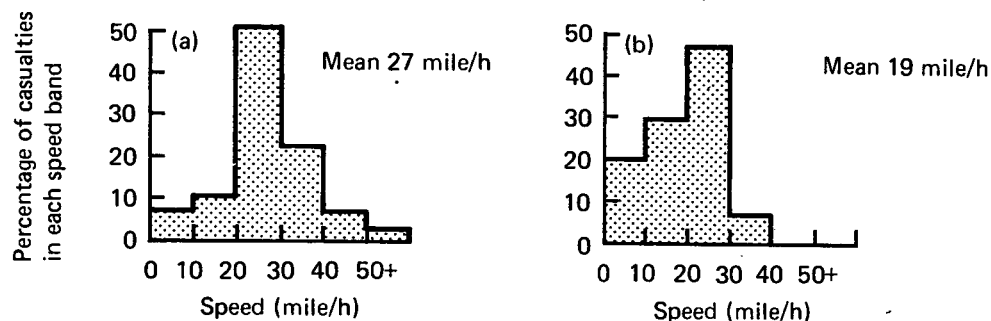 Percentage of casualties
in each speed band
50
40
30
20
10
0
(a)
Mean 27 mile/h
0 10 20 30 40 50+
Speed (mile/h)
50
40
30
20
10
0
(b)
Mean 19 mile/h
0 10 20 30 40 50+
Speed (mile/h)